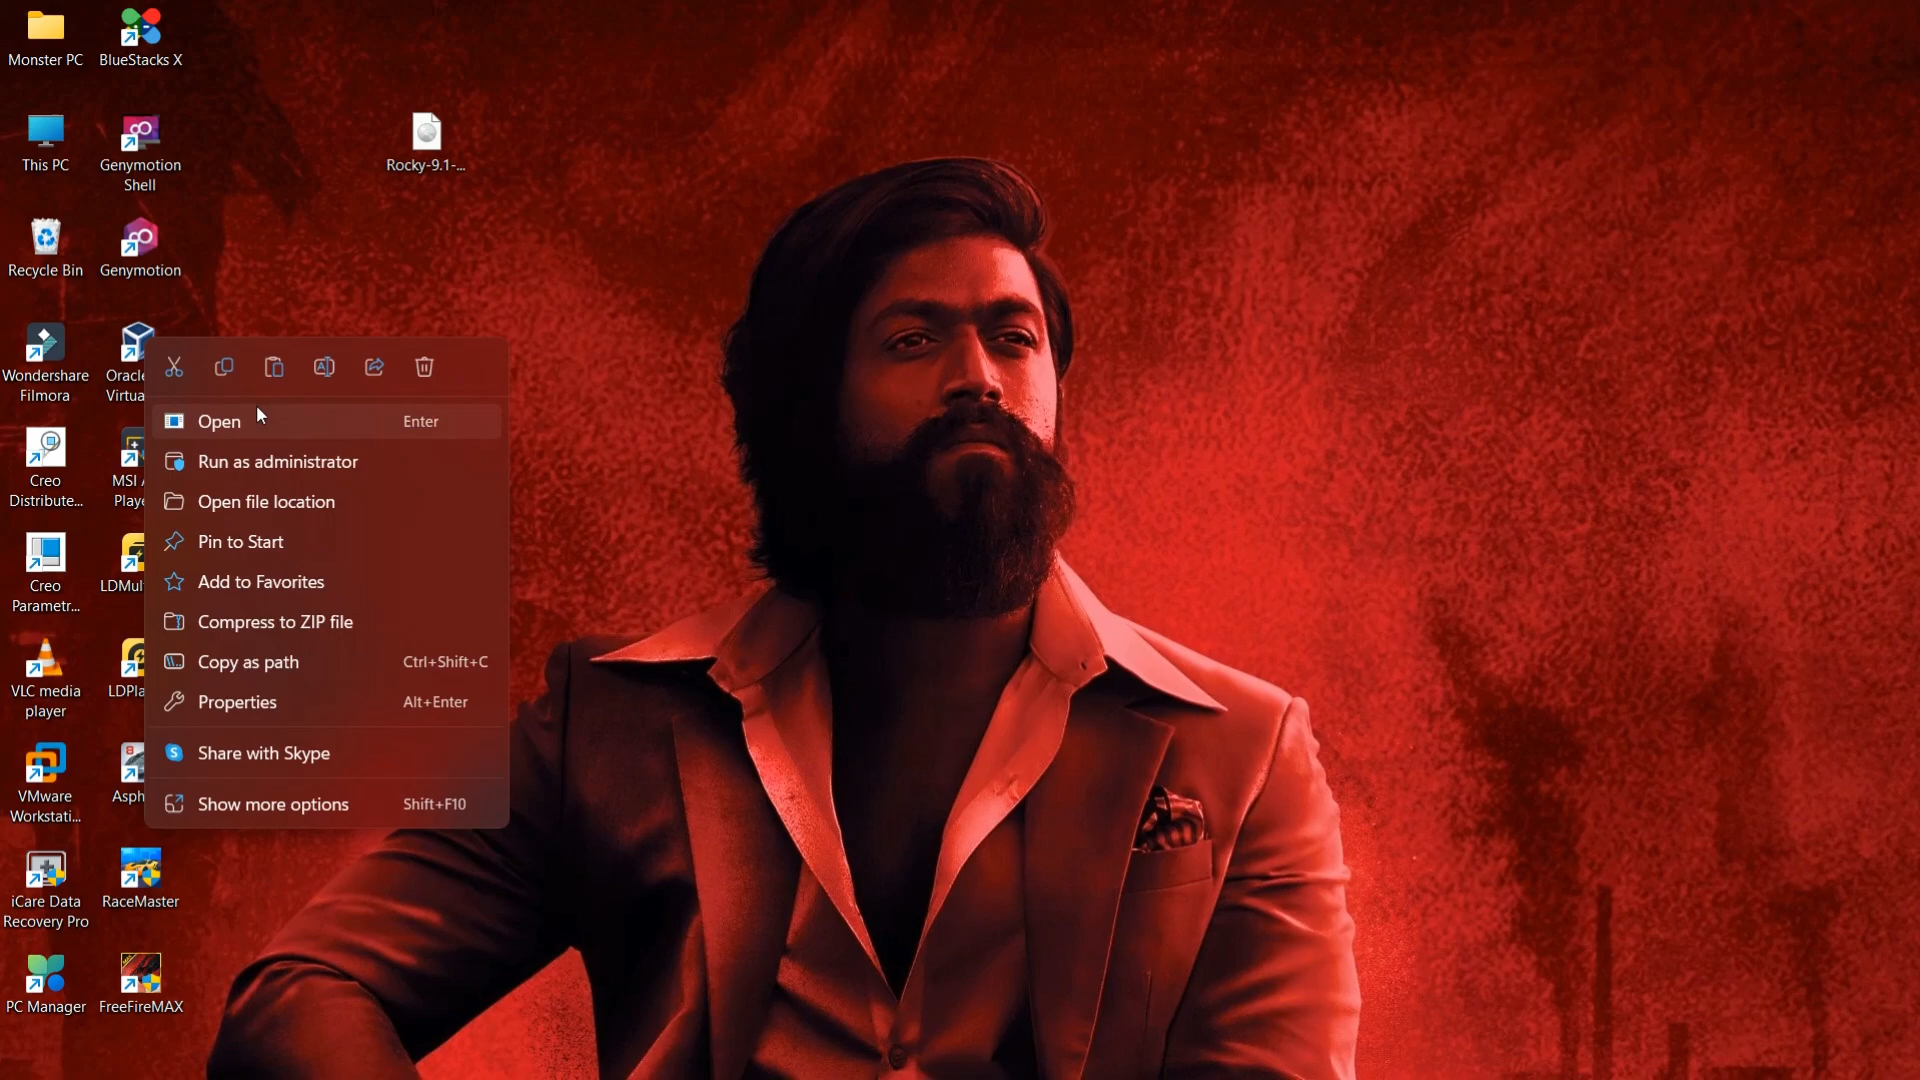 Monster PC
BlueStacks X
This PC
Genymotion
Shell
Rocky-9.1-...
Recycle Bin
Genymotion
Wondershare
Filmora
Oracle
Virtua
Creo
Distribute...
MSI
Playe
Creo
Parametr...
LDMul
VLC media
player
LDPla
VMware
Workstati...
Asph
iCare Data
Recovery Pro
RaceMaster
PC Manager
FreeFireMAX
Open Enter
Run as administrator
Open file location
Pin to Start
Add to Favorites
Compress to ZIP file
Copy as path Ctrl+Shift+C
Properties Alt+Enter
Share with Skype
Show more options Shift+F10